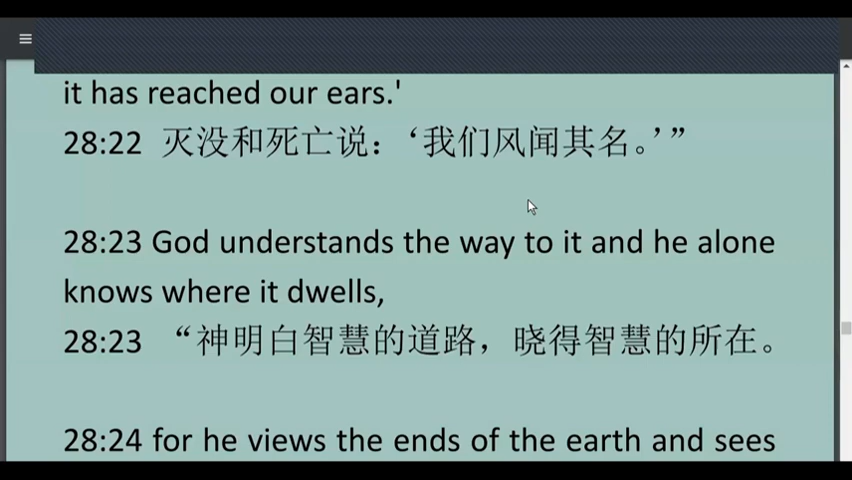 it has reached our ears.'
28:22 灭没和死亡说：‘我们风闻其名。’”
28:23 God understands the way to it and he alone
knows where it dwells,
28:23 “神明白智慧的道路，晓得智慧的所在。
28:24 for he views the ends of the earth and sees